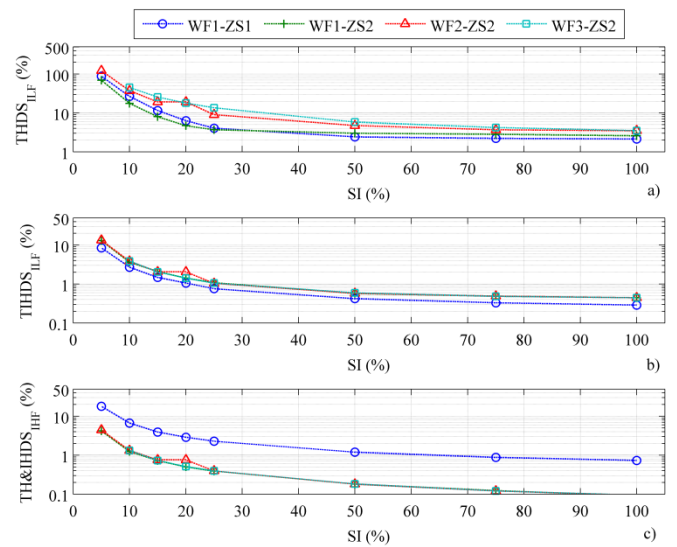 WF1-ZS1 WF1-ZS2 WF2-ZS2 WF3-ZS2
THDS_ILF (%)
500
100
10
1
0 10 20 30 40 50 60 70 80 90 100
SI (%)
a)
TIHDS_ILF (%)
50
10
1
0.1
0 10 20 30 40 50 60 70 80 90 100
SI (%)
b)
TH&IHDS_IHF (%)
50
10
1
0.1
0 10 20 30 40 50 60 70 80 90 100
SI (%)
c)